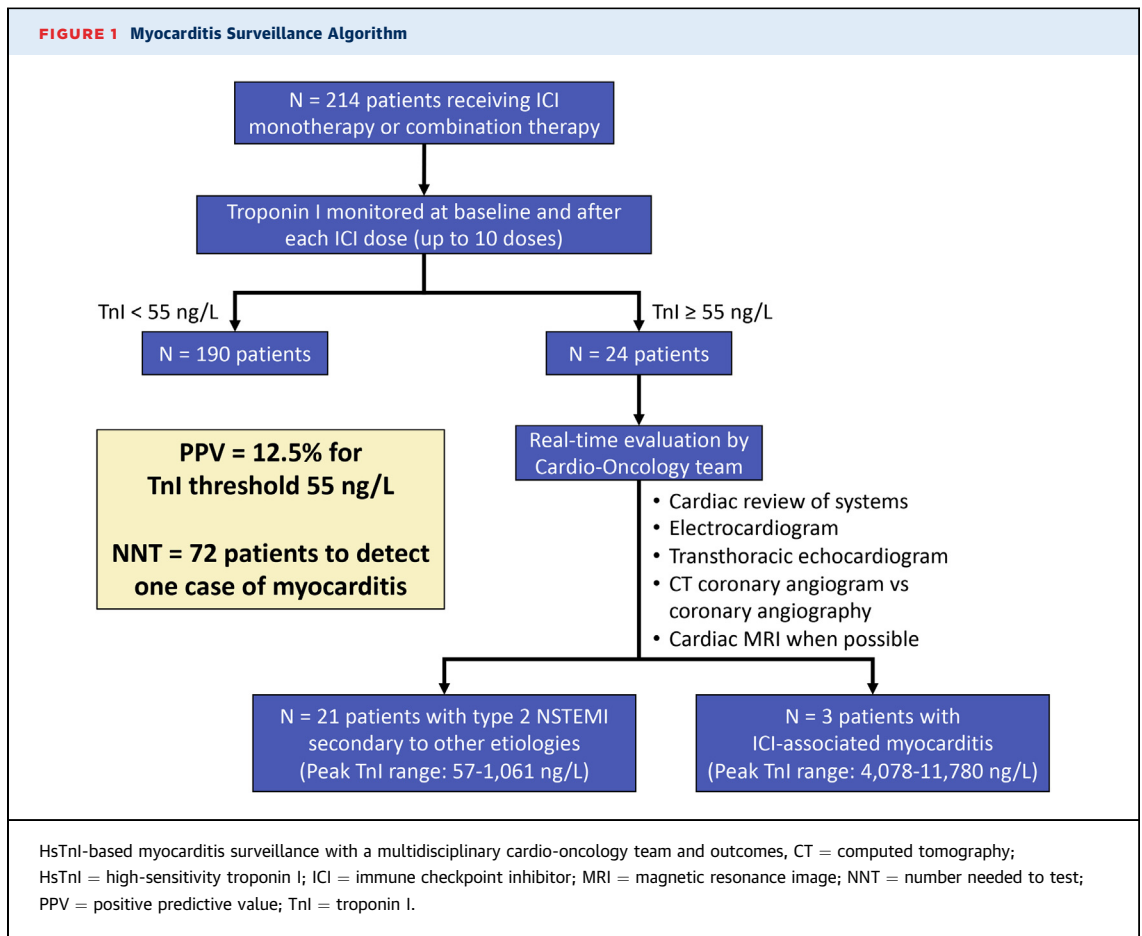 FIGURE 1 Myocarditis Surveillance Algorithm
N = 214 patients receiving ICI
monotherapy or combination therapy
Troponin I monitored at baseline and after
each ICI dose (up to 10 doses)
TnI < 55 ng/L
TnI ≥ 55 ng/L
N = 190 patients
N = 24 patients
PPV = 12.5% for
TnI threshold 55 ng/L
NNT = 72 patients to detect
one case of myocarditis
Real-time evaluation by
Cardio-Oncology team
• Cardiac review of systems
• Electrocardiogram
• Transthoracic echocardiogram
• CT coronary angiogram vs
coronary angiography
• Cardiac MRI when possible
N = 21 patients with type 2 NSTEMI
secondary to other etiologies
(Peak TnI range: 57-1,061 ng/L)
N = 3 patients with
ICI-associated myocarditis
(Peak TnI range: 4,078-11,780 ng/L)
HsTnI-based myocarditis surveillance with a multidisciplinary cardio-oncology team and outcomes, CT = computed tomography;
HsTnI = high-sensitivity troponin I; ICI = immune checkpoint inhibitor; MRI = magnetic resonance image; NNT = number needed to test;
PPV = positive predictive value; TnI = troponin I.